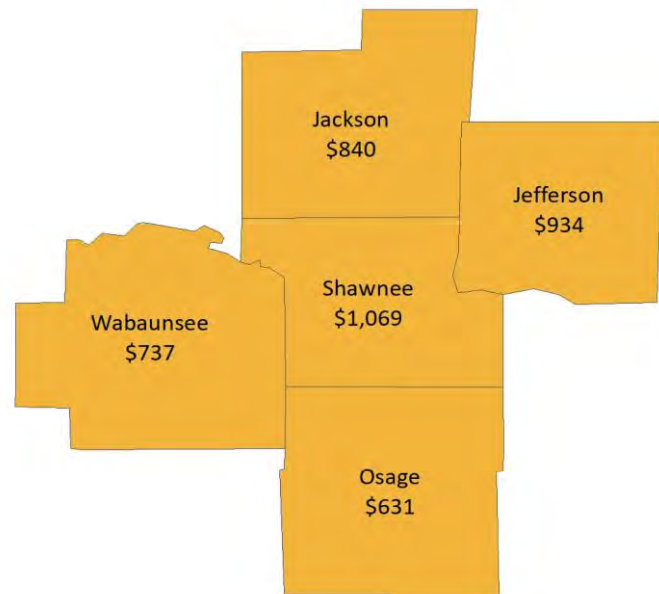 Jackson
$840
Jefferson
$934
Shawnee
$1,069
Wabaunsee
$737
Osage
$631